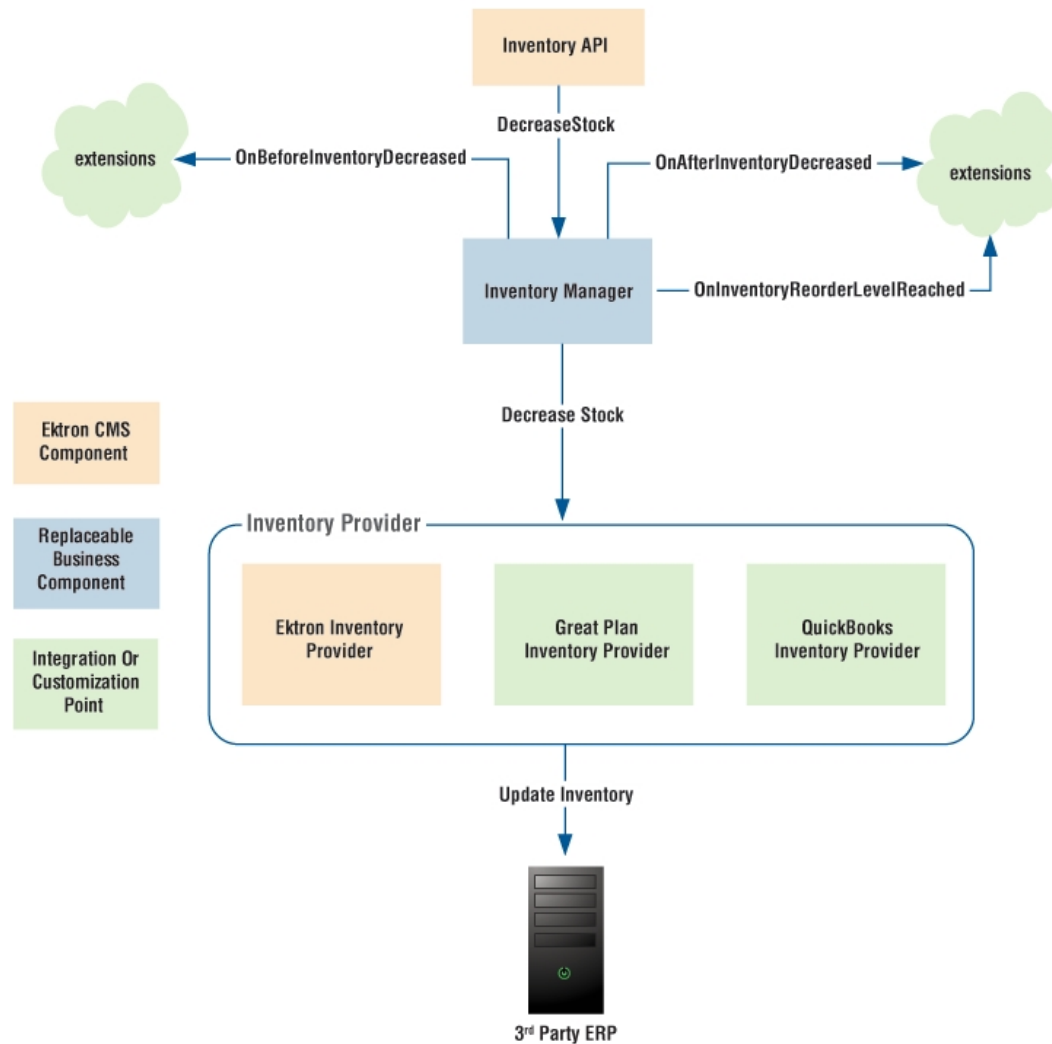 Inventory API
DecreaseStock
extensions
OnBeforeInventoryDecreased
OnAfterInventoryDecreased
extensions
Inventory Manager
OnInventoryReorderLevelReached
Decrease Stock
Ektron CMS
Component
Replaceable
Business
Component
Integration Or
Customization
Point
Inventory Provider
Ektron Inventory
Provider
Great Plan
Inventory Provider
QuickBooks
Inventory Provider
Update Inventory
3rd Party ERP